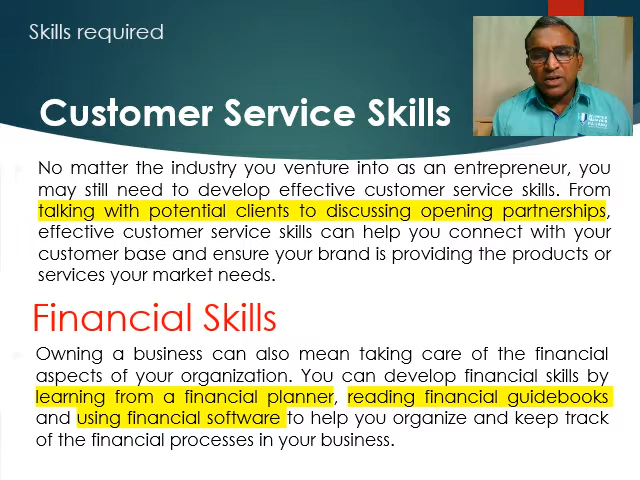 Skills required
Customer Service Skills
No matter the industry you venture into as an entrepreneur, you
may still need to develop effective customer service skills. From
talking with potential clients to discussing opening partnerships,
effective customer service skills can help you connect with your
customer base and ensure your brand is providing the products or
services your market needs.
Financial Skills
Owning a business can also mean taking care of the financial
aspects of your organization. You can develop financial skills by
learning from a financial planner, reading financial guidebooks
and using financial software to help you organize and keep track
of the financial processes in your business.